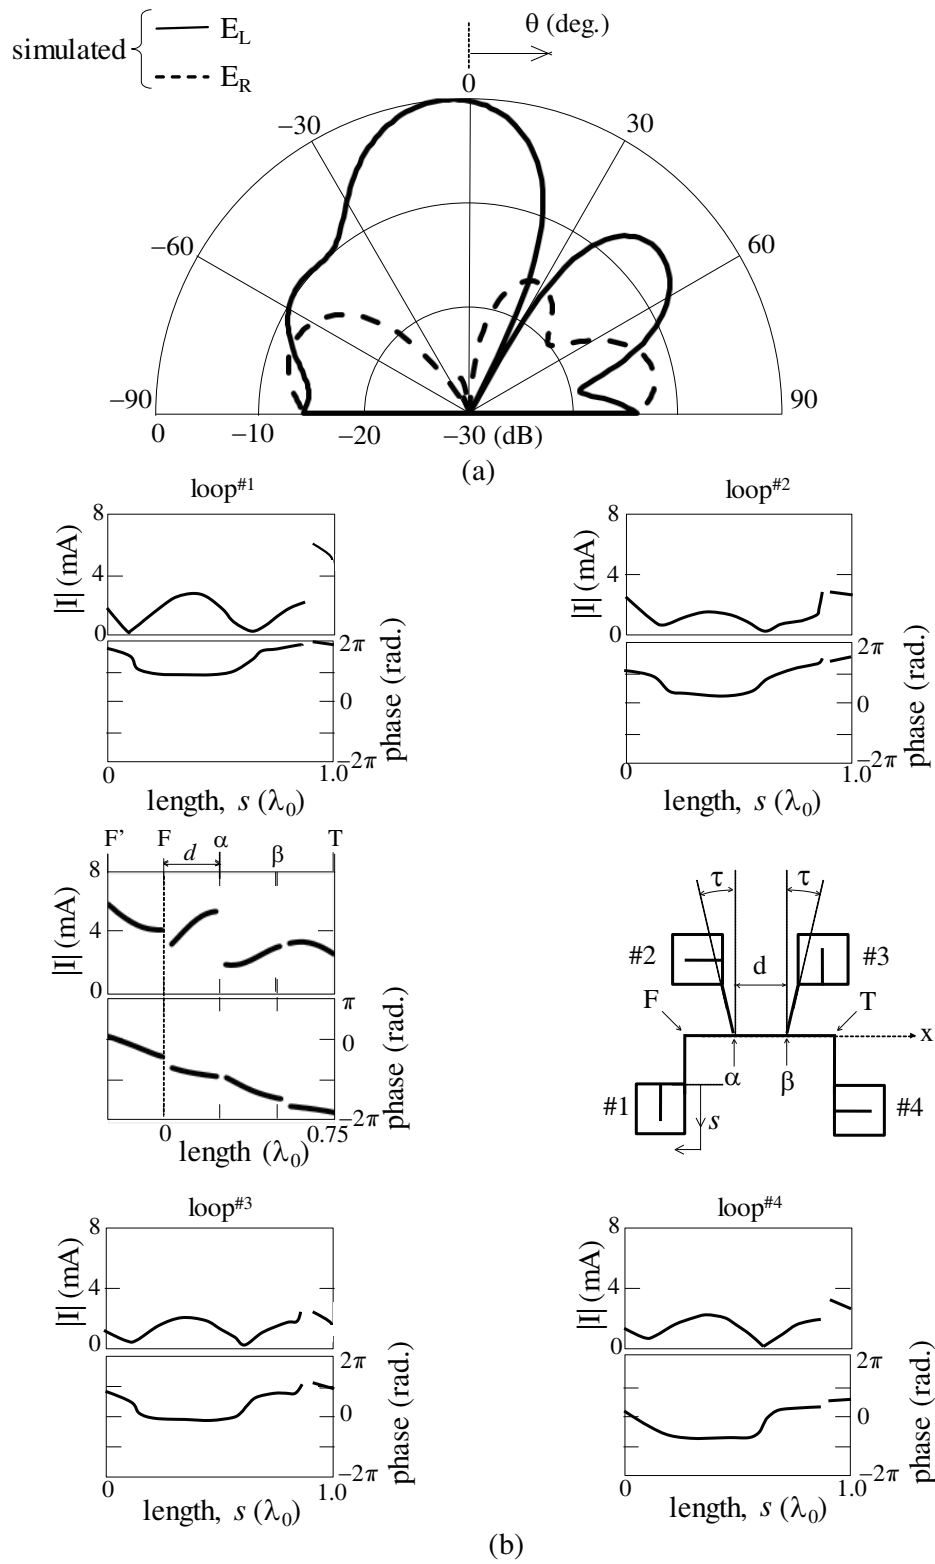 θ (deg.)
simulated
E_L
E_R
0
−30
30
−60
60
−90
90
0
−10
−20
−30 (dB)
(a)
loop#1
8
4
0
|I| (mA)
2π
0
−2π
phase (rad.)
0
1.0
length, s (λ0)
loop#2
8
4
0
|I| (mA)
2π
0
−2π
phase (rad.)
0
1.0
length, s (λ0)
F' F d α β T
8
4
0
|I| (mA)
π
0
−2π
phase (rad.)
0
0.75
length (λ0)
τ τ
#2 d #3
F T
x
α β
#1 s #4
loop#3
8
4
0
|I| (mA)
2π
0
−2π
phase (rad.)
0
1.0
length, s (λ0)
loop#4
8
4
0
|I| (mA)
2π
0
−2π
phase (rad.)
0
1.0
length, s (λ0)
(b)